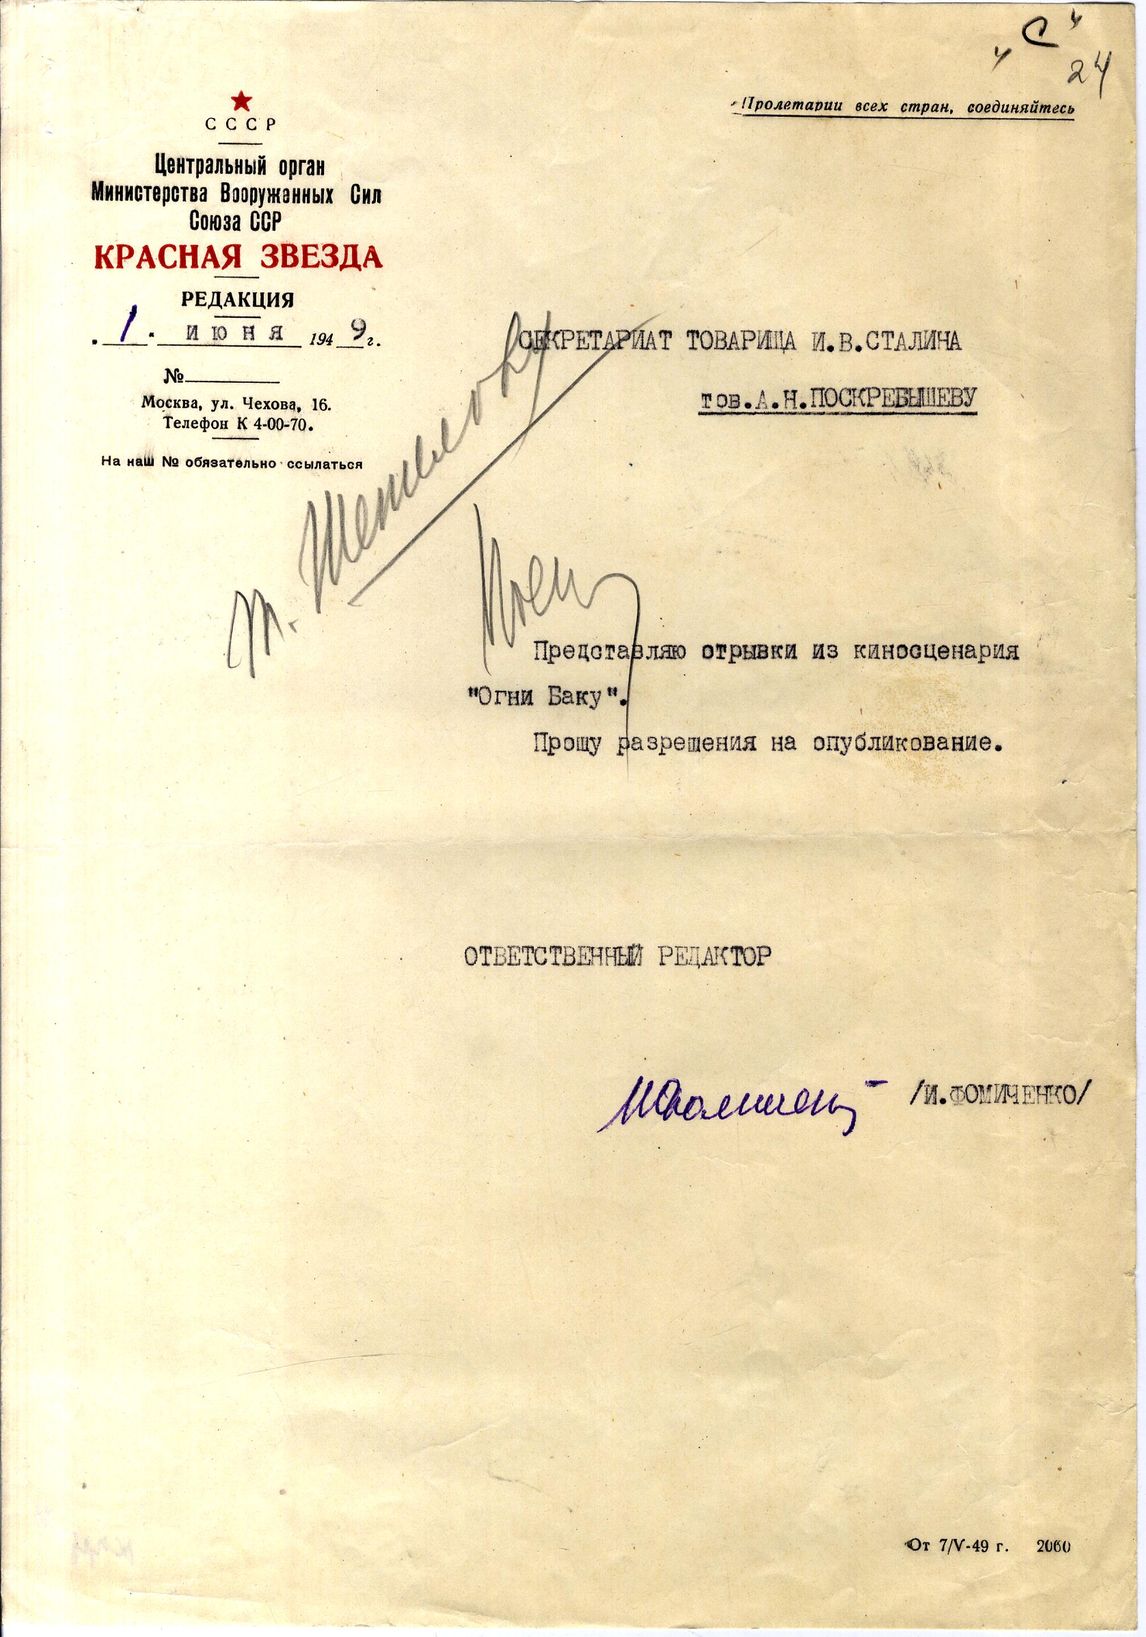 "С"
24
Пролетарии всех стран, соединяйтесь
СССР
Центральный орган
Министерства Вооруженных Сил
Союза ССР
КРАСНАЯ ЗВЕЗДА
РЕДАКЦИЯ
1 июня 1949 г.
№
Москва, ул. Чехова, 16.
Телефон К 4-00-70.
На наш № обязательно ссылаться
СЕКРЕТАРИАТ ТОВАРИЩА И.В.СТАЛИНА
тов.А.Н.ПОСКРЕБЫШЕВУ
т. Шепилову
Представляю отрывки из киносценария
"Огни Баку".
Прошу разрешения на опубликование.
ОТВЕТСТВЕННЫЙ РЕДАКТОР
/И.ФОМИЧЕНКО/
От 7/V-49 г. 2060